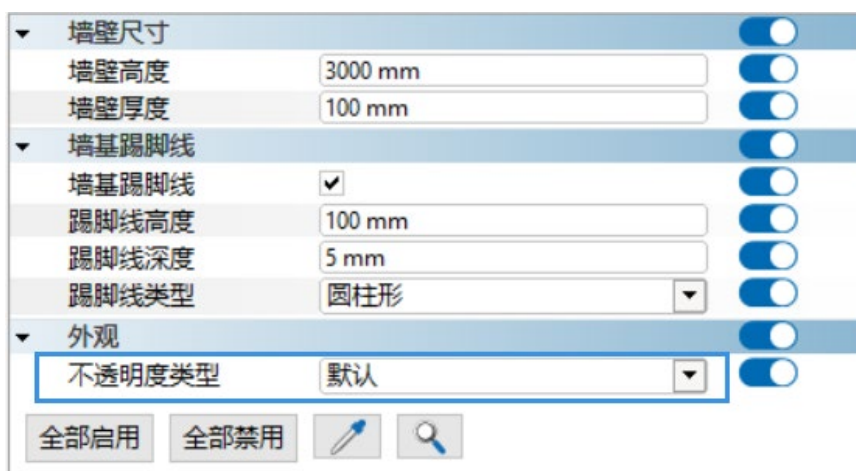 墙壁尺寸
墙壁高度 3000 mm
墙壁厚度 100 mm
墙基踢脚线
墙基踢脚线
踢脚线高度 100 mm
踢脚线深度 5 mm
踢脚线类型 圆柱形
外观
不透明度类型 默认
全部启用 全部禁用